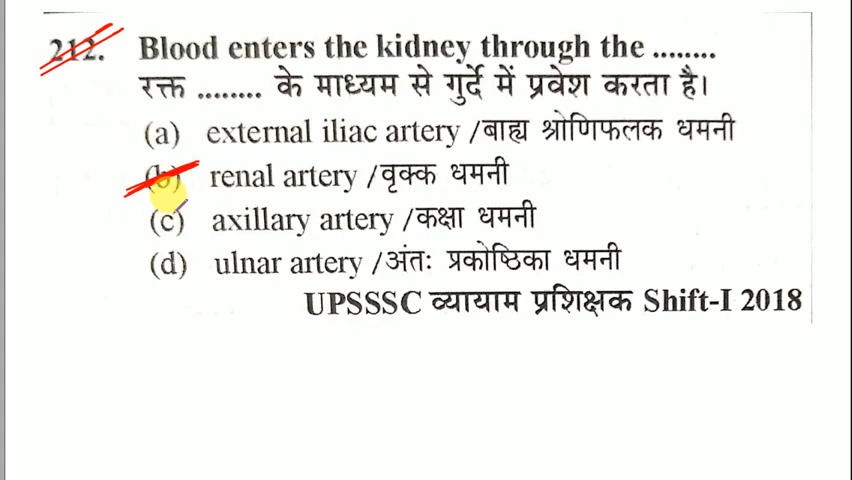 212. Blood enters the kidney through the ........
रक्त ........ के माध्यम से गुर्दे में प्रवेश करता है।
(a) external iliac artery /बाह्य श्रोणिफलक धमनी
(b) renal artery /वृक्क धमनी
(c) axillary artery /कक्षा धमनी
(d) ulnar artery /अंतः प्रकोष्ठिका धमनी
UPSSSC व्यायाम प्रशिक्षक Shift-I 2018